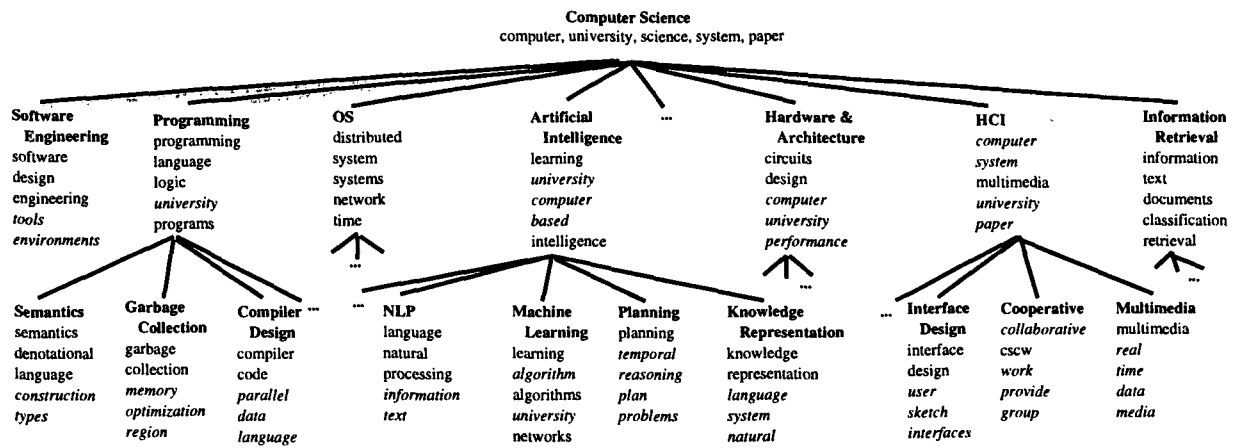 Computer Science
computer, university, science, system, paper
Software
Engineering
software
design
engineering
tools
environments
Programming
programming
language
logic
university
programs
OS
distributed
system
systems
network
time
...
Artificial
Intelligence
learning
university
computer
based
intelligence
...
Hardware &
Architecture
circuits
design
computer
university
performance
...
HCI
computer
system
multimedia
university
paper
Information
Retrieval
information
text
documents
classification
retrieval
...
Semantics
semantics
denotational
language
construction
types
Garbage
Collection
garbage
collection
memory
optimization
region
Compiler
Design
compiler
code
parallel
data
language
...
...
NLP
language
natural
processing
information
text
Machine
Learning
learning
algorithm
algorithms
university
networks
Planning
planning
temporal
reasoning
plan
problems
Knowledge
Representation
knowledge
representation
language
system
natural
...
Interface
Design
interface
design
user
sketch
interfaces
Cooperative
collaborative
cscw
work
provide
group
Multimedia
multimedia
real
time
data
media